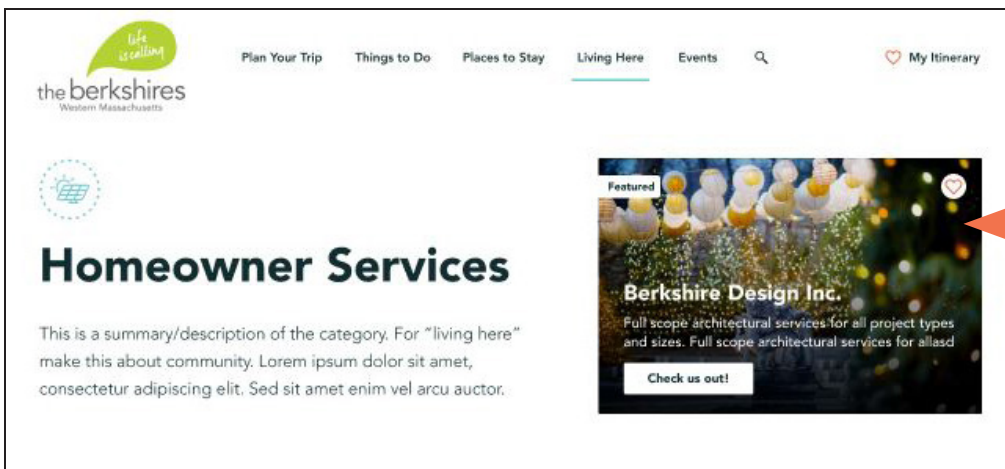 life
is calling
the berkshires
Western Massachusetts
Plan Your Trip Things to Do Places to Stay Living Here Events My Itinerary
Featured
Homeowner Services
This is a summary/description of the category. For “living here”
make this about community. Lorem ipsum dolor sit amet,
consectetur adipiscing elit. Sed sit amet enim vel arcu auctor.
Berkshire Design Inc.
Full scope architectural services for all project types
and sizes. Full scope architectural services for allasd
Check us out!